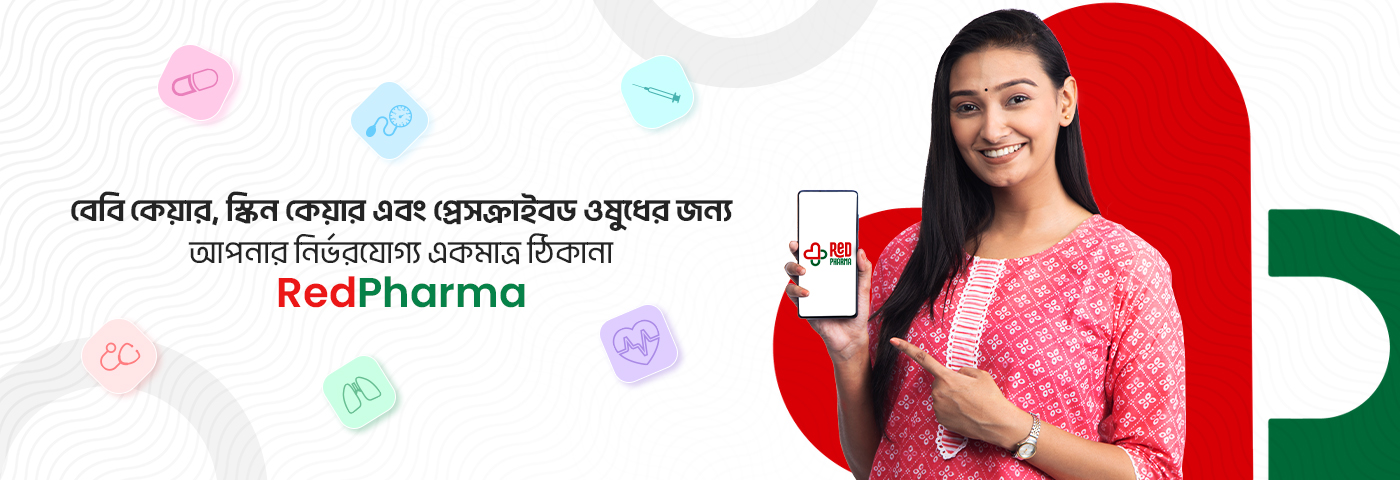 বেবি কেয়ার, স্কিন কেয়ার এবং প্রেসক্রাইবড ওষুধের জন্য
আপনার নির্ভরযোগ্য একমাত্র ঠিকানা
RedPharma
ReD
PHARMA